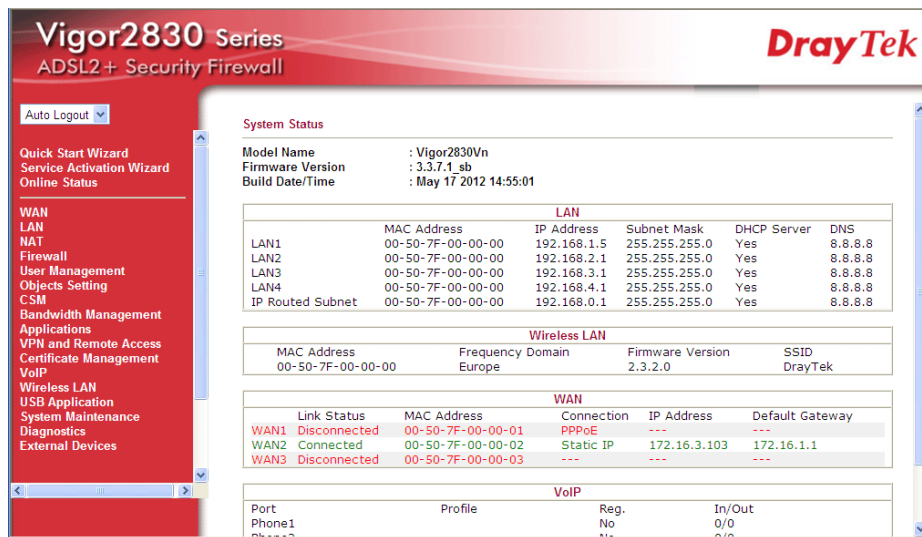 Vigor2830 Series
ADSL2+ Security Firewall
DrayTek
Auto Logout
Quick Start Wizard
Service Activation Wizard
Online Status
WAN
LAN
NAT
Firewall
User Management
Objects Setting
CSM
Bandwidth Management
Applications
VPN and Remote Access
Certificate Management
VoIP
Wireless LAN
USB Application
System Maintenance
Diagnostics
External Devices
System Status
Model Name : Vigor2830Vn
Firmware Version : 3.3.7.1_sb
Build Date/Time : May 17 2012 14:55:01
LAN
MAC Address IP Address Subnet Mask DHCP Server DNS
LAN1 00-50-7F-00-00-00 192.168.1.5 255.255.255.0 Yes 8.8.8.8
LAN2 00-50-7F-00-00-00 192.168.2.1 255.255.255.0 Yes 8.8.8.8
LAN3 00-50-7F-00-00-00 192.168.3.1 255.255.255.0 Yes 8.8.8.8
LAN4 00-50-7F-00-00-00 192.168.4.1 255.255.255.0 Yes 8.8.8.8
IP Routed Subnet 00-50-7F-00-00-00 192.168.0.1 255.255.255.0 Yes 8.8.8.8
Wireless LAN
MAC Address Frequency Domain Firmware Version SSID
00-50-7F-00-00-00 Europe 2.3.2.0 DrayTek
WAN
Link Status MAC Address Connection IP Address Default Gateway
WAN1 Disconnected 00-50-7F-00-00-01 PPPoE --- ---
WAN2 Connected 00-50-7F-00-00-02 Static IP 172.16.3.103 172.16.1.1
WAN3 Disconnected 00-50-7F-00-00-03 --- --- ---
VoIP
Port Profile Reg. In/Out
Phone1 No 0/0